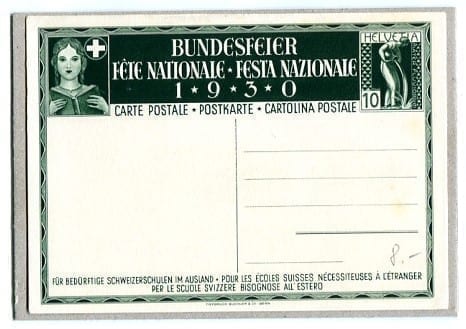 BUNDESFEIER
FÊTE NATIONALE • FESTA NAZIONALE
1 • 9 • 3 • 0
CARTE POSTALE • POSTKARTE • CARTOLINA POSTALE
HELVETIA
10
8.–
FÜR BEDÜRFTIGE SCHWEIZERSCHULEN IM AUSLAND • POUR LES ÉCOLES SUISSES NÉCESSITEUSES À L'ÉTRANGER
PER LE SCUOLE SVIZZERE BISOGNOSE ALL'ESTERO